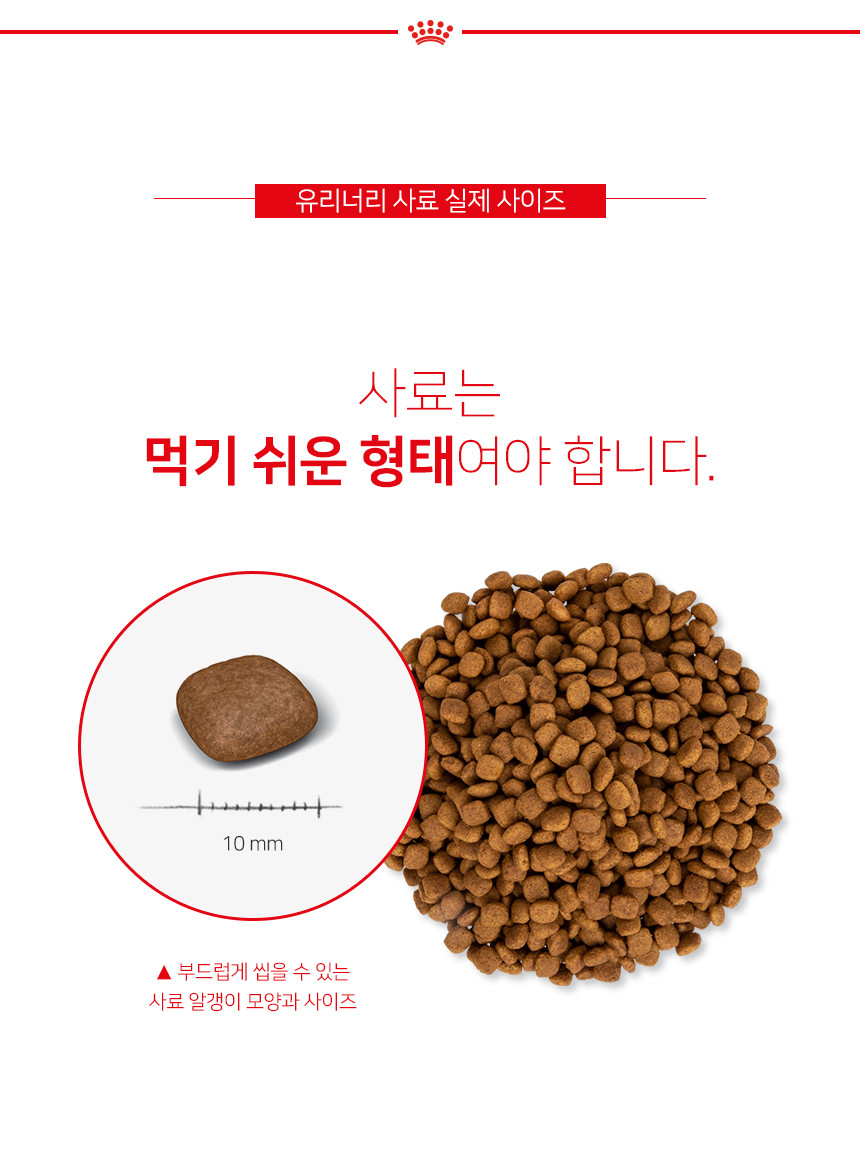 유리너리 사료 실제 사이즈
사료는
먹기 쉬운 형태여야 합니다.
10 mm
▲ 부드럽게 씹을 수 있는
사료 알갱이 모양과 사이즈